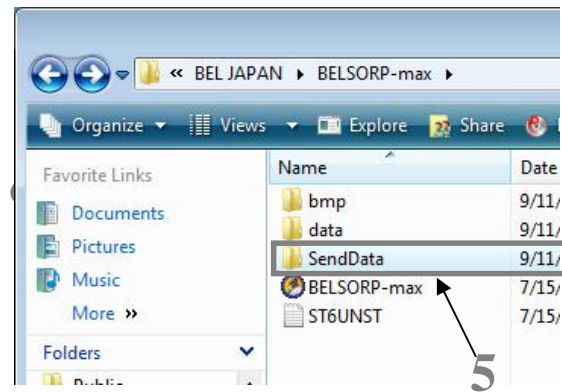 « BEL JAPAN ▸ BELSORP-max ▸
Organize Views Explore Share
Favorite Links
Documents
Pictures
Music
More »
Folders
Public
Name Date
bmp 9/11/
data 9/11/
SendData 9/11/
BELSORP-max 7/15/
ST6UNST 7/15/
5